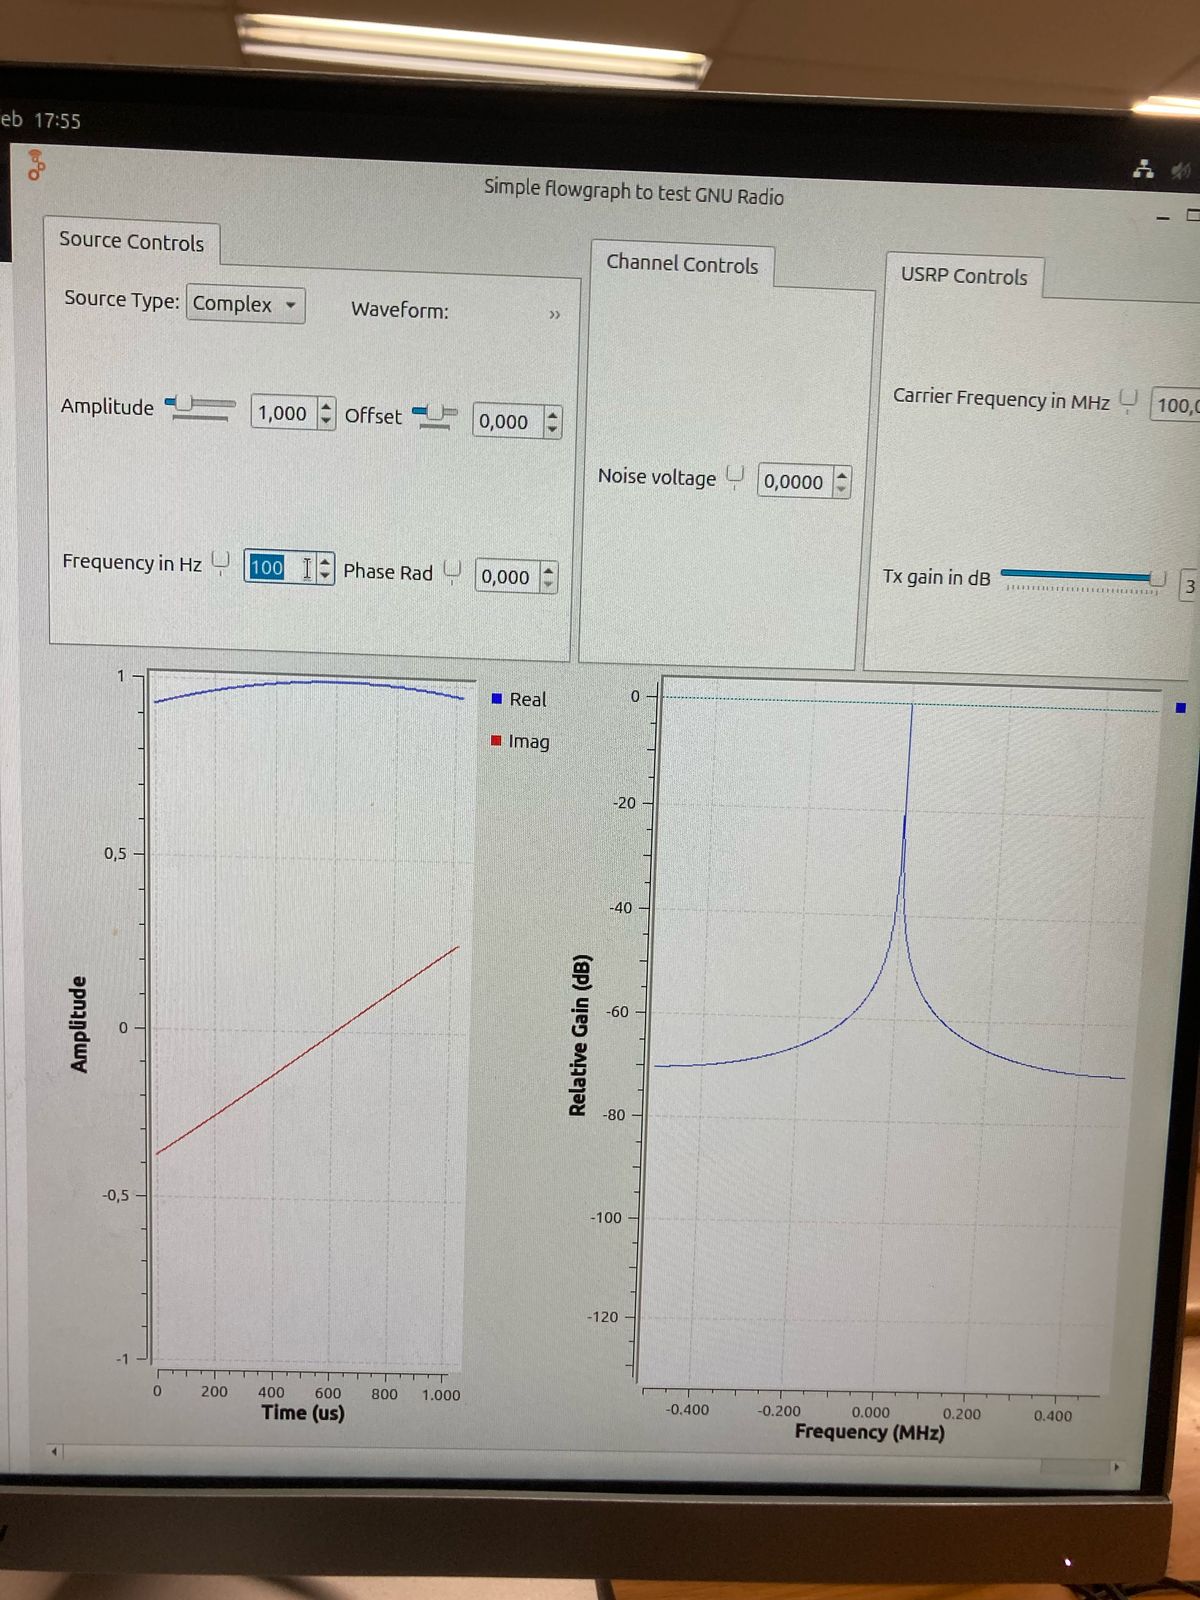 eb 17:55
Simple flowgraph to test GNU Radio
Source Controls
Source Type: Complex Waveform: »
Amplitude 1,000 Offset 0,000
Frequency in Hz 100 Phase Rad 0,000
Channel Controls
Noise voltage 0,0000
USRP Controls
Carrier Frequency in MHz 100,0
Tx gain in dB 3
1
0,5
0
-0,5
-1
Amplitude
0 200 400 600 800 1.000
Time (us)
Real
Imag
0
-20
-40
-60
-80
-100
-120
Relative Gain (dB)
-0.400 -0.200 0.000 0.200 0.400
Frequency (MHz)